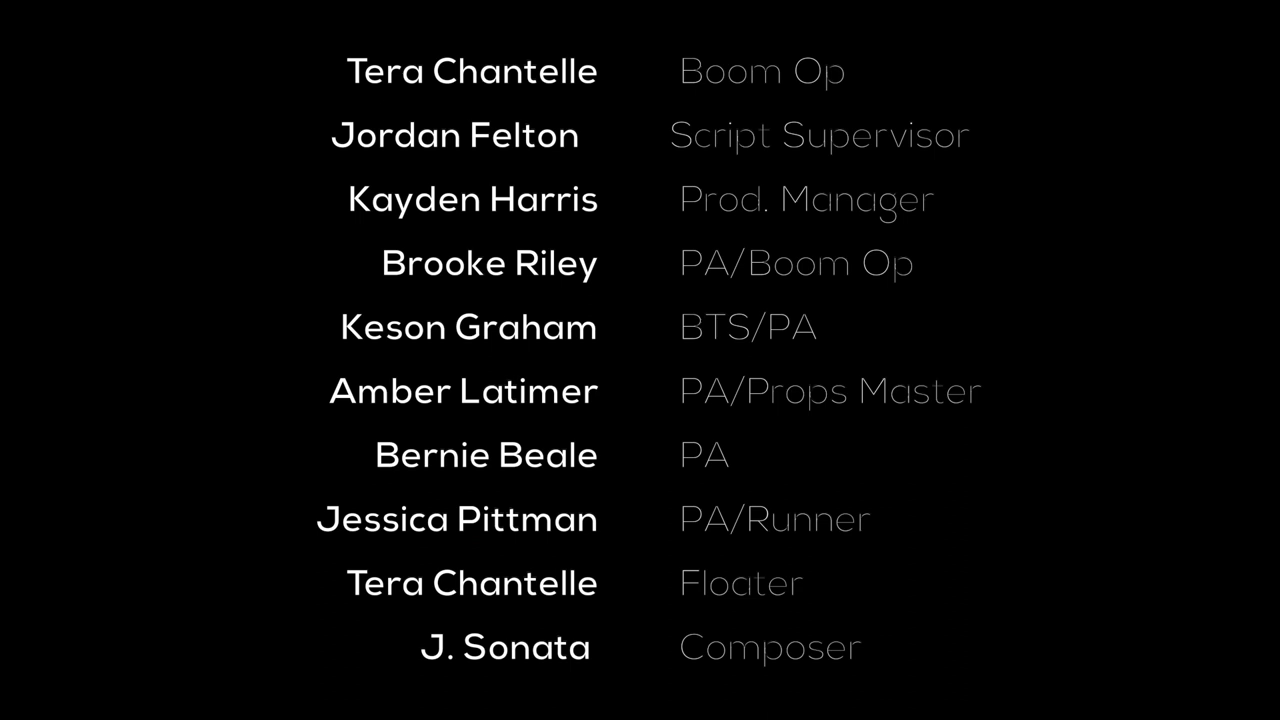 Tera Chantelle Boom Op
Jordan Felton Script Supervisor
Kayden Harris Prod. Manager
Brooke Riley PA/Boom Op
Keson Graham BTS/PA
Amber Latimer PA/Props Master
Bernie Beale PA
Jessica Pittman PA/Runner
Tera Chantelle Floater
J. Sonata Composer